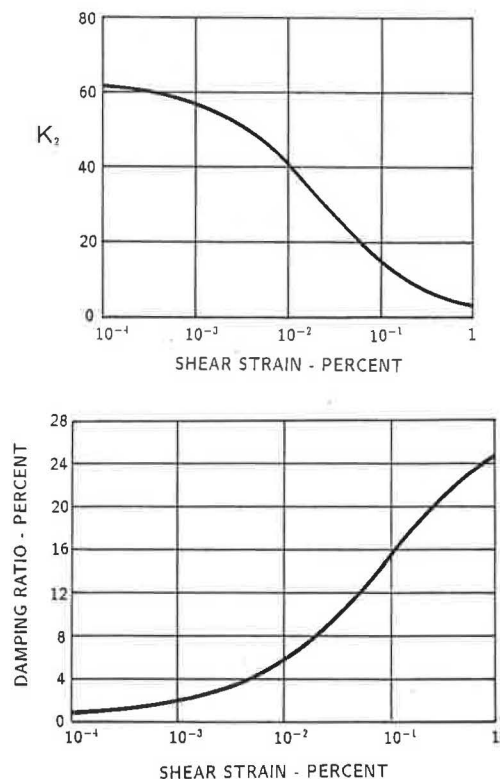 80
60
K₂
40
20
0
10⁻⁴ 10⁻³ 10⁻² 10⁻¹ 1
SHEAR STRAIN - PERCENT
28
24
20
16
12
8
4
0
DAMPING RATIO - PERCENT
10⁻⁴ 10⁻³ 10⁻² 10⁻¹ 1
SHEAR STRAIN - PERCENT